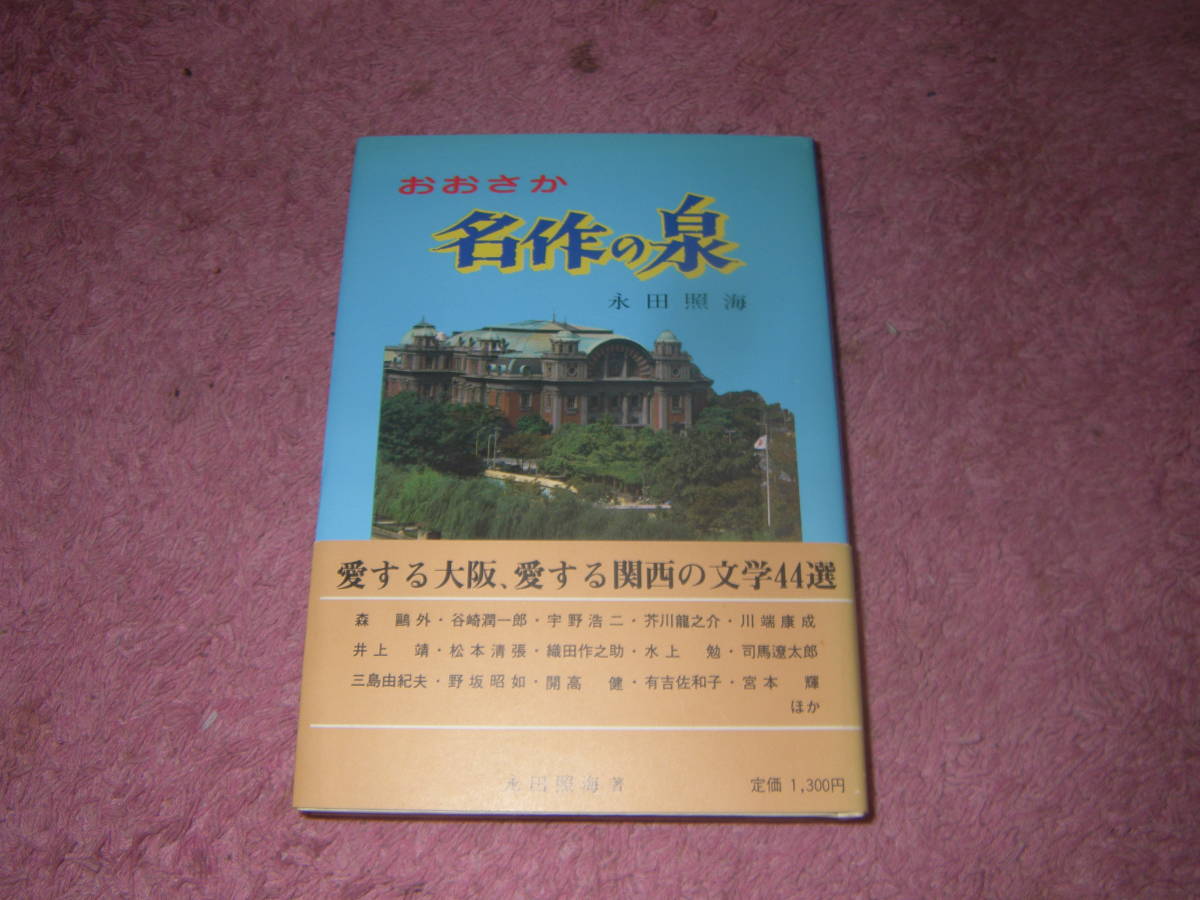 おおさか
名作の泉
永田照海
愛する大阪、愛する関西の文学44選
森　鷗外・谷崎潤一郎・宇野浩二・芥川龍之介・川端康成
井上　靖・松本清張・織田作之助・水上　勉・司馬遼太郎
三島由紀夫・野坂昭如・開高　健・有吉佐和子・宮本　輝
ほか
永田照海 著
定価 1,300円